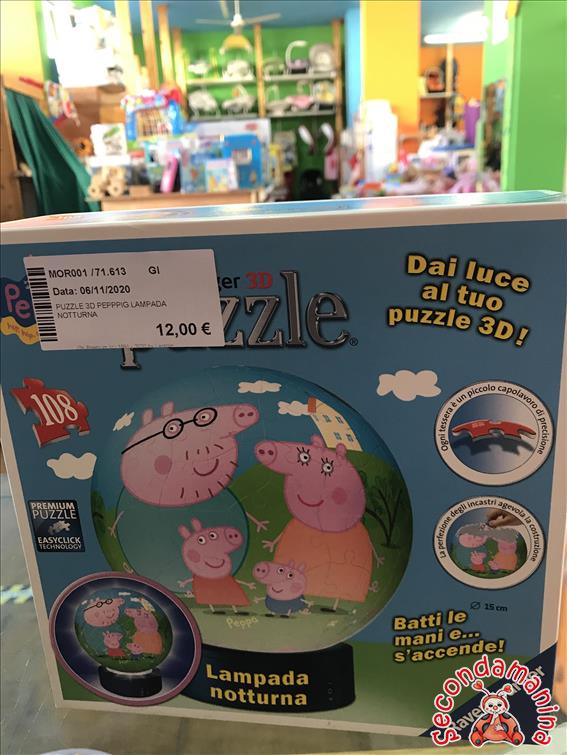 MOR001 /71.613 GI
Data: 06/11/2020
PUZZLE 3D PEPPPIG LAMPADA
NOTTURNA
12,00 €
Pe
ger 3D
puzzle®
Dai luce
al tuo
puzzle 3D!
108
Ogni tessera è un piccolo capolavoro di precisione
PREMIUM
PUZZLE
EASYCLICK
TECHNOLOGY
La perfezione degli incastri agevola la costruzione
Ø 15 cm
Peppa
Batti le
mani e...
s'accende!
Lampada
notturna
Secondamanina